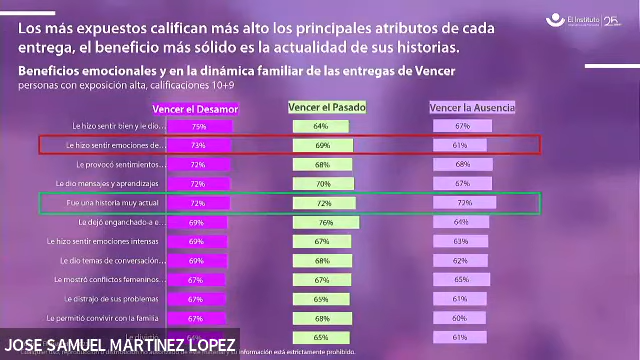 Los más expuestos califican más alto los principales atributos de cada
entrega, el beneficio más sólido es la actualidad de sus historias.
El Instituto
25
Beneficios emocionales y en la dinámica familiar de las entregas de Vencer
personas con exposición alta, calificaciones 10+9
Vencer el Desamor Vencer el Pasado Vencer la Ausencia
Le hizo sentir bien y le dio... 75% 64% 67%
Le hizo sentir emociones de... 73% 69% 61%
Le provocó sentimientos 72% 68% 68%
Le dio mensajes y aprendizajes 72% 70% 67%
Fue una historia muy actual 72% 72% 72%
Le dejó enganchado a e... 69% 76% 64%
Le hizo sentir emociones intensas 69% 67% 63%
Le dio temas de conversación... 69% 68% 62%
Le mostró conflictos femeninos... 67% 67% 65%
Le distrajo de sus problemas 67% 65% 61%
Le permitió convivir con la familia 67% 68% 60%
65% 61%
JOSE SAMUEL MARTÍNEZ LOPEZ
información está estrictamente prohibido.